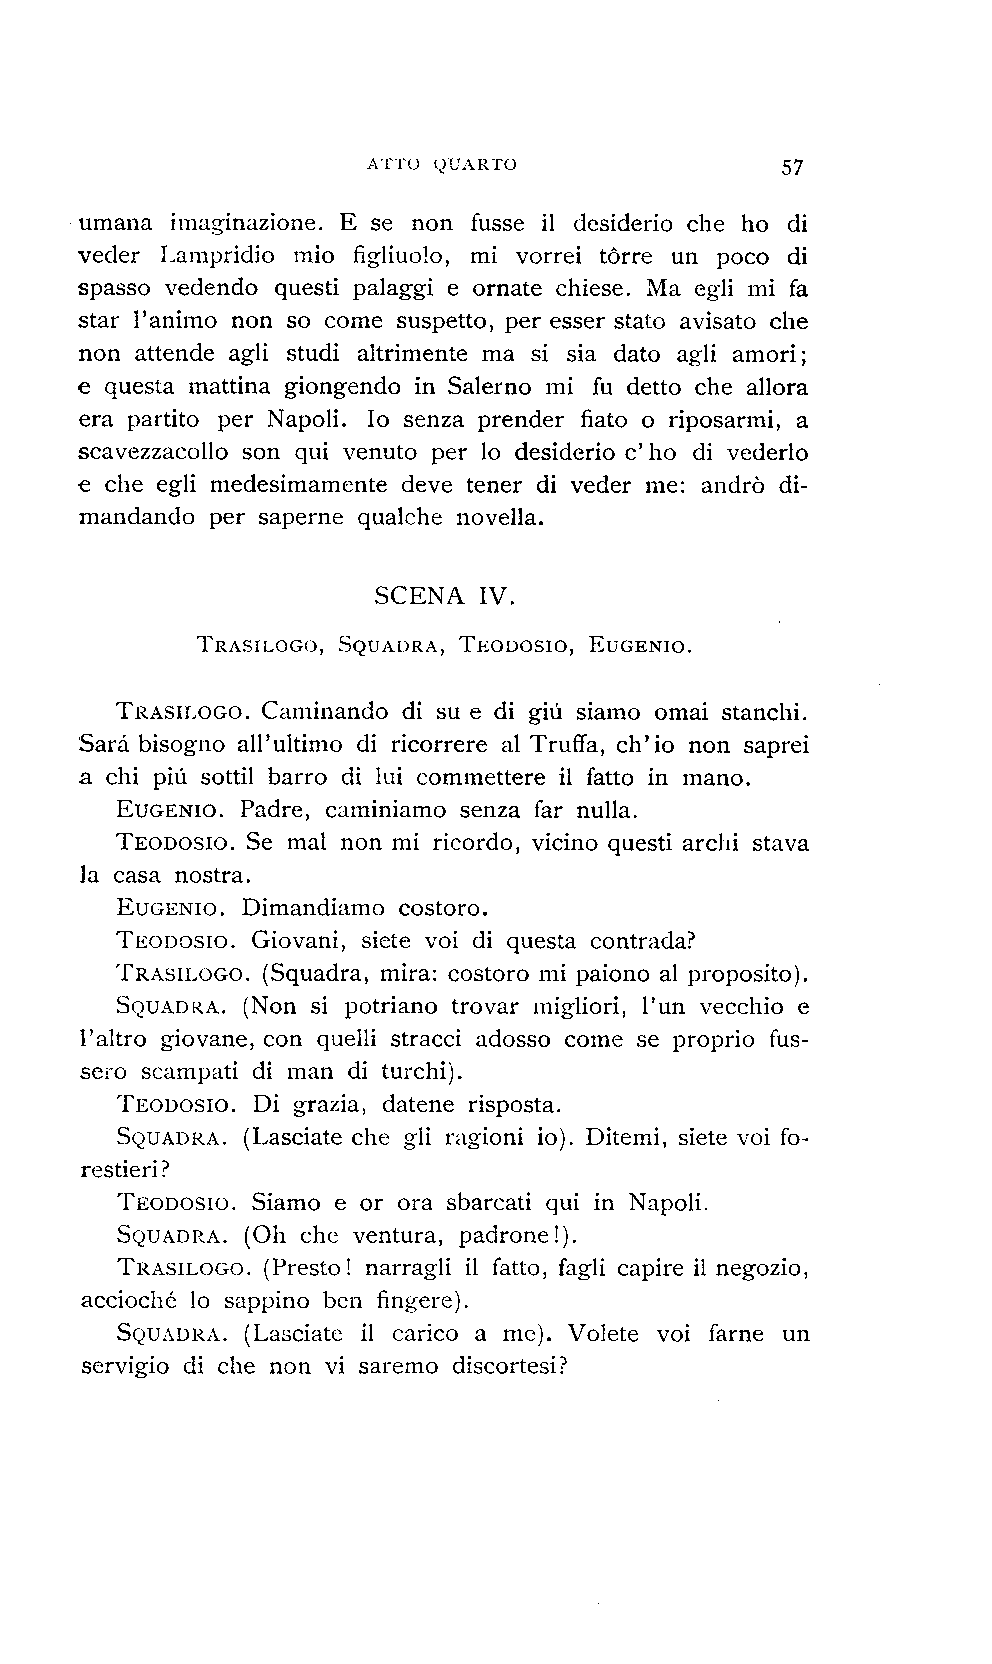 ATTO QUARTO 57
umana imaginazione. E se non fusse il desiderio che ho di
veder Lampridio mio figliuolo, mi vorrei tôrre un poco di
spasso vedendo questi palaggi e ornate chiese. Ma egli mi fa
star l'animo non so come suspetto, per esser stato avisato che
non attende agli studi altrimente ma si sia dato agli amori;
e questa mattina giongendo in Salerno mi fu detto che allora
era partito per Napoli. Io senza prender fiato o riposarmi, a
scavezzacollo son qui venuto per lo desiderio c' ho di vederlo
e che egli medesimamente deve tener di veder me: andrò di-
mandando per saperne qualche novella.
SCENA IV.
TRASILOGO, SQUADRA, TEODOSIO, EUGENIO.
TRASILOGO. Caminando di su e di giú siamo omai stanchi.
Sará bisogno all'ultimo di ricorrere al Truffa, ch' io non saprei
a chi piú sottil barro di lui commettere il fatto in mano.
EUGENIO. Padre, caminiamo senza far nulla.
TEODOSIO. Se mal non mi ricordo, vicino questi archi stava
la casa nostra.
EUGENIO. Dimandiamo costoro.
TEODOSIO. Giovani, siete voi di questa contrada?
TRASILOGO. (Squadra, mira: costoro mi paiono al proposito).
SQUADRA. (Non si potriano trovar migliori, l'un vecchio e
l'altro giovane, con quelli stracci adosso come se proprio fus-
sero scampati di man di turchi).
TEODOSIO. Di grazia, datene risposta.
SQUADRA. (Lasciate che gli ragioni io). Ditemi, siete voi fo-
restieri?
TEODOSIO. Siamo e or ora sbarcati qui in Napoli.
SQUADRA. (Oh che ventura, padrone!).
TRASILOGO. (Presto! narragli il fatto, fagli capire il negozio,
accioché lo sappino ben fingere).
SQUADRA. (Lasciate il carico a me). Volete voi farne un
servigio di che non vi saremo discortesi?